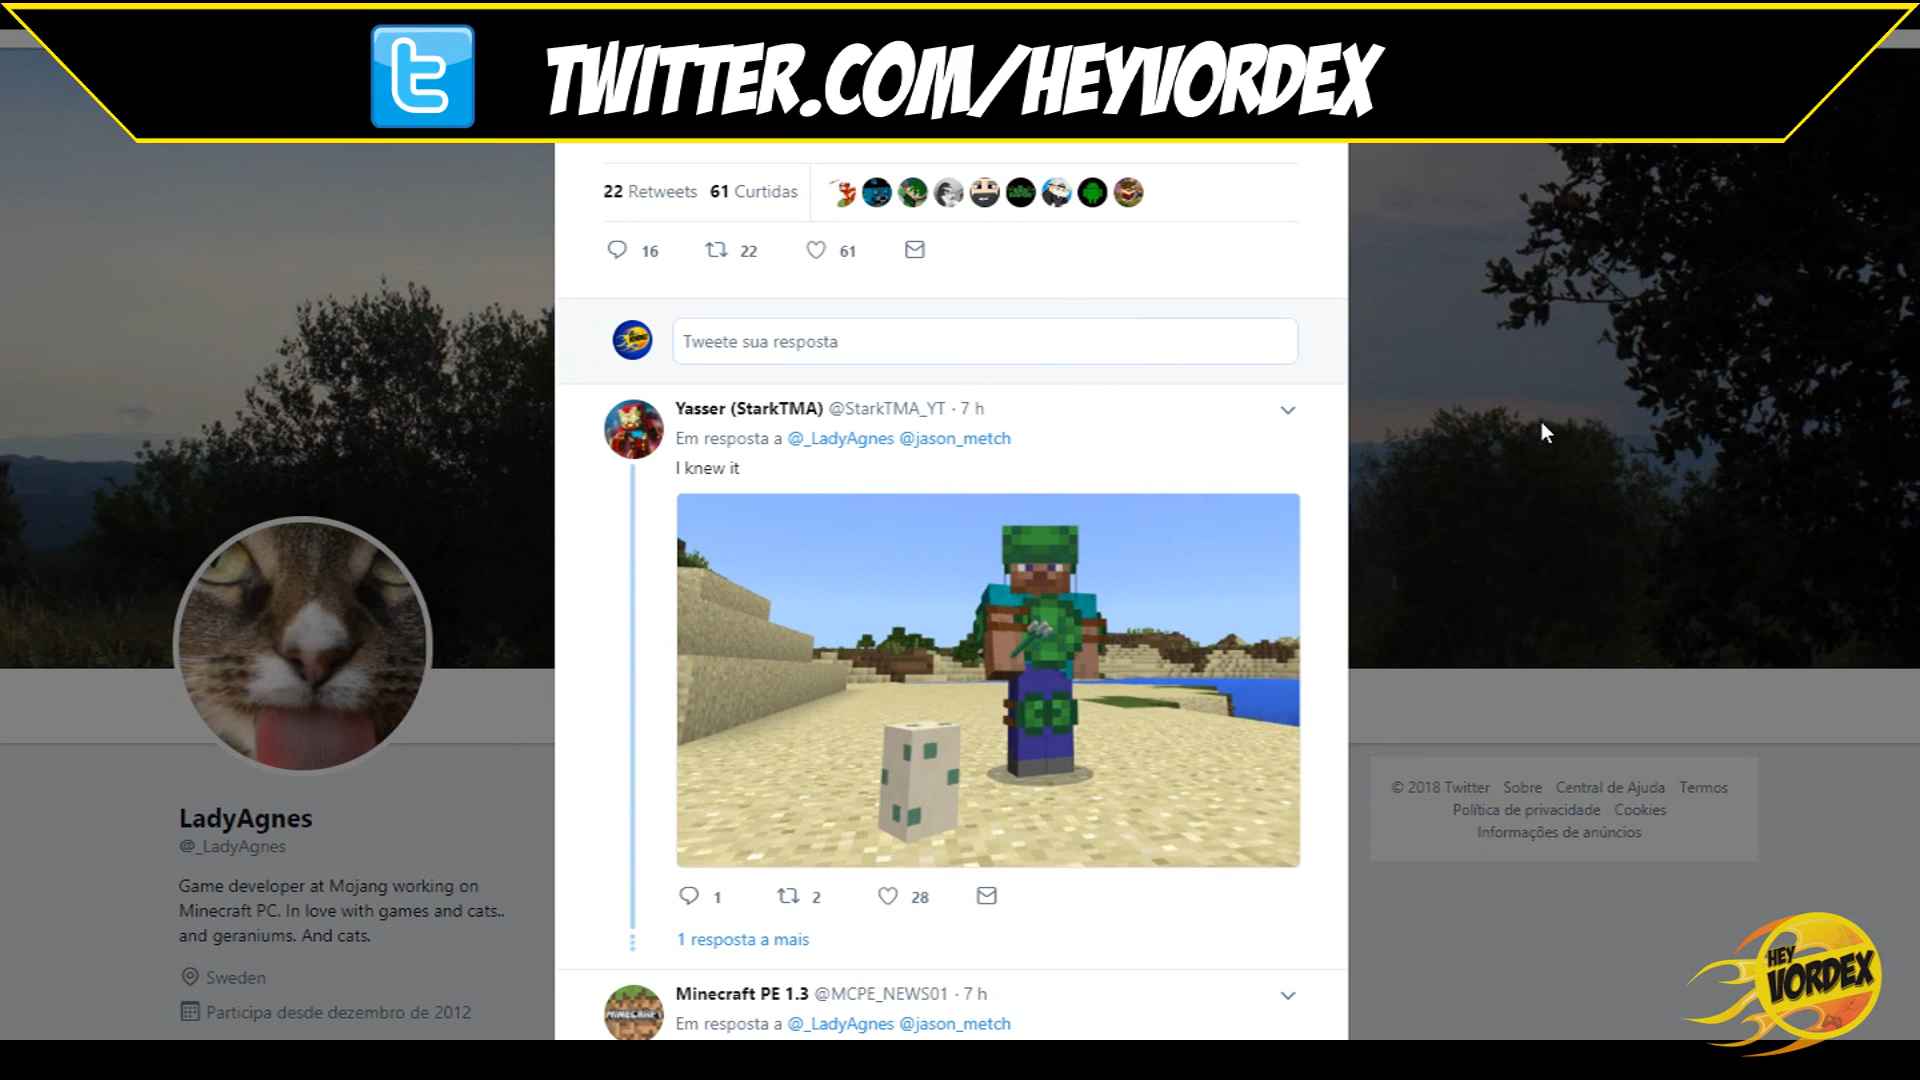 TWITTER.COM/HEYVORDEX
22 Retweets 61 Curtidas
16 22 61
Tweete sua resposta
Yasser (StarkTMA) @StarkTMA_YT · 7 h
Em resposta a @_LadyAgnes @jason_metch
I knew it
1 2 28
1 resposta a mais
Minecraft PE 1.3 @MCPE_NEWS01 · 7 h
Em resposta a @_LadyAgnes @jason_metch
LadyAgnes
@_LadyAgnes
Game developer at Mojang working on
Minecraft PC. In love with games and cats..
and geraniums. And cats.
Sweden
Participa desde dezembro de 2012
© 2018 Twitter Sobre Central de Ajuda Termos
Política de privacidade Cookies
Informações de anúncios
HEY
VORDEX
MINECRAFT